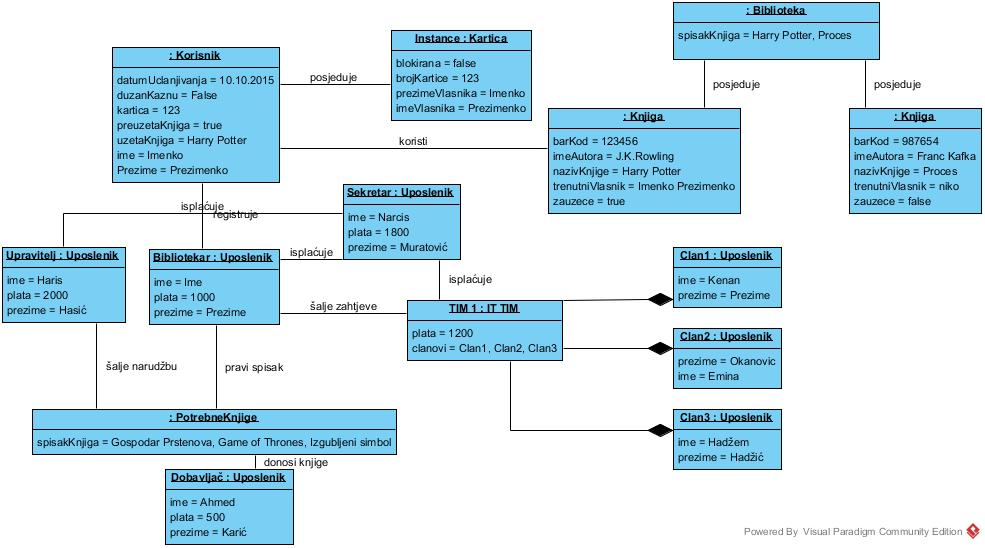 : Biblioteka
spisakKnjiga = Harry Potter, Proces
Instance : Kartica
blokirana = false
brojKartice = 123
prezimeVlasnika = Imenko
imeVlasnika = Prezimenko
: Korisnik
datumUclanjivanja = 10.10.2015
duzanKaznu = False
kartica = 123
preuzetaKnjiga = true
uzetaKnjiga = Harry Potter
ime = Imenko
Prezime = Prezimenko
posjeduje
posjeduje
posjeduje
koristi
: Knjiga
barKod = 123456
imeAutora = J.K.Rowling
nazivKnjige = Harry Potter
trenutniVlasnik = Imenko Prezimenko
zauzece = true
: Knjiga
barKod = 987654
imeAutora = Franc Kafka
nazivKnjige = Proces
trenutniVlasnik = niko
zauzece = false
Sekretar : Uposlenik
ime = Narcis
plata = 1800
prezime = Muratović
isplaćuje
registruje
Upravitelj : Uposlenik
ime = Haris
plata = 2000
prezime = Hasić
Bibliotekar : Uposlenik
ime = Ime
plata = 1000
prezime = Prezime
isplaćuje
isplaćuje
šalje zahtjeve
TIM 1 : IT TIM
plata = 1200
clanovi = Clan1, Clan2, Clan3
Clan1 : Uposlenik
ime = Kenan
prezime = Prezime
Clan2 : Uposlenik
prezime = Okanovic
ime = Emina
Clan3 : Uposlenik
ime = Hadžem
prezime = Hadžić
šalje narudžbu
pravi spisak
: PotrebneKnjige
spisakKnjiga = Gospodar Prstenova, Game of Thrones, Izgubljeni simbol
donosi knjige
Dobavljač : Uposlenik
ime = Ahmed
plata = 500
prezime = Karić
Powered By Visual Paradigm Community Edition